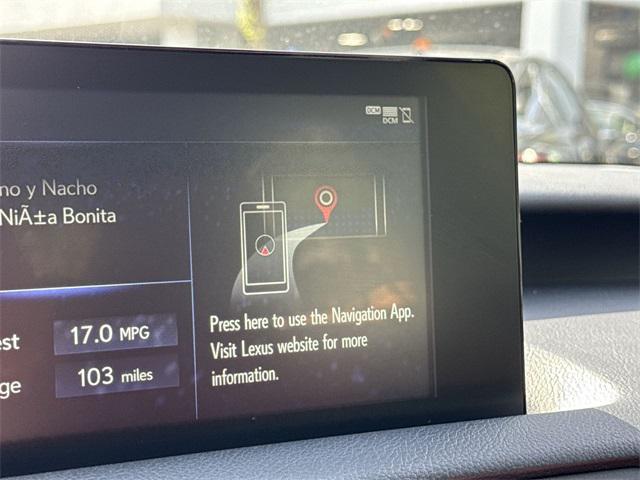 DCM
DCM
no y Nacho
NiÃ±a Bonita
est
17.0 MPG
ge
103 miles
Press here to use the Navigation App.
Visit Lexus website for more
information.